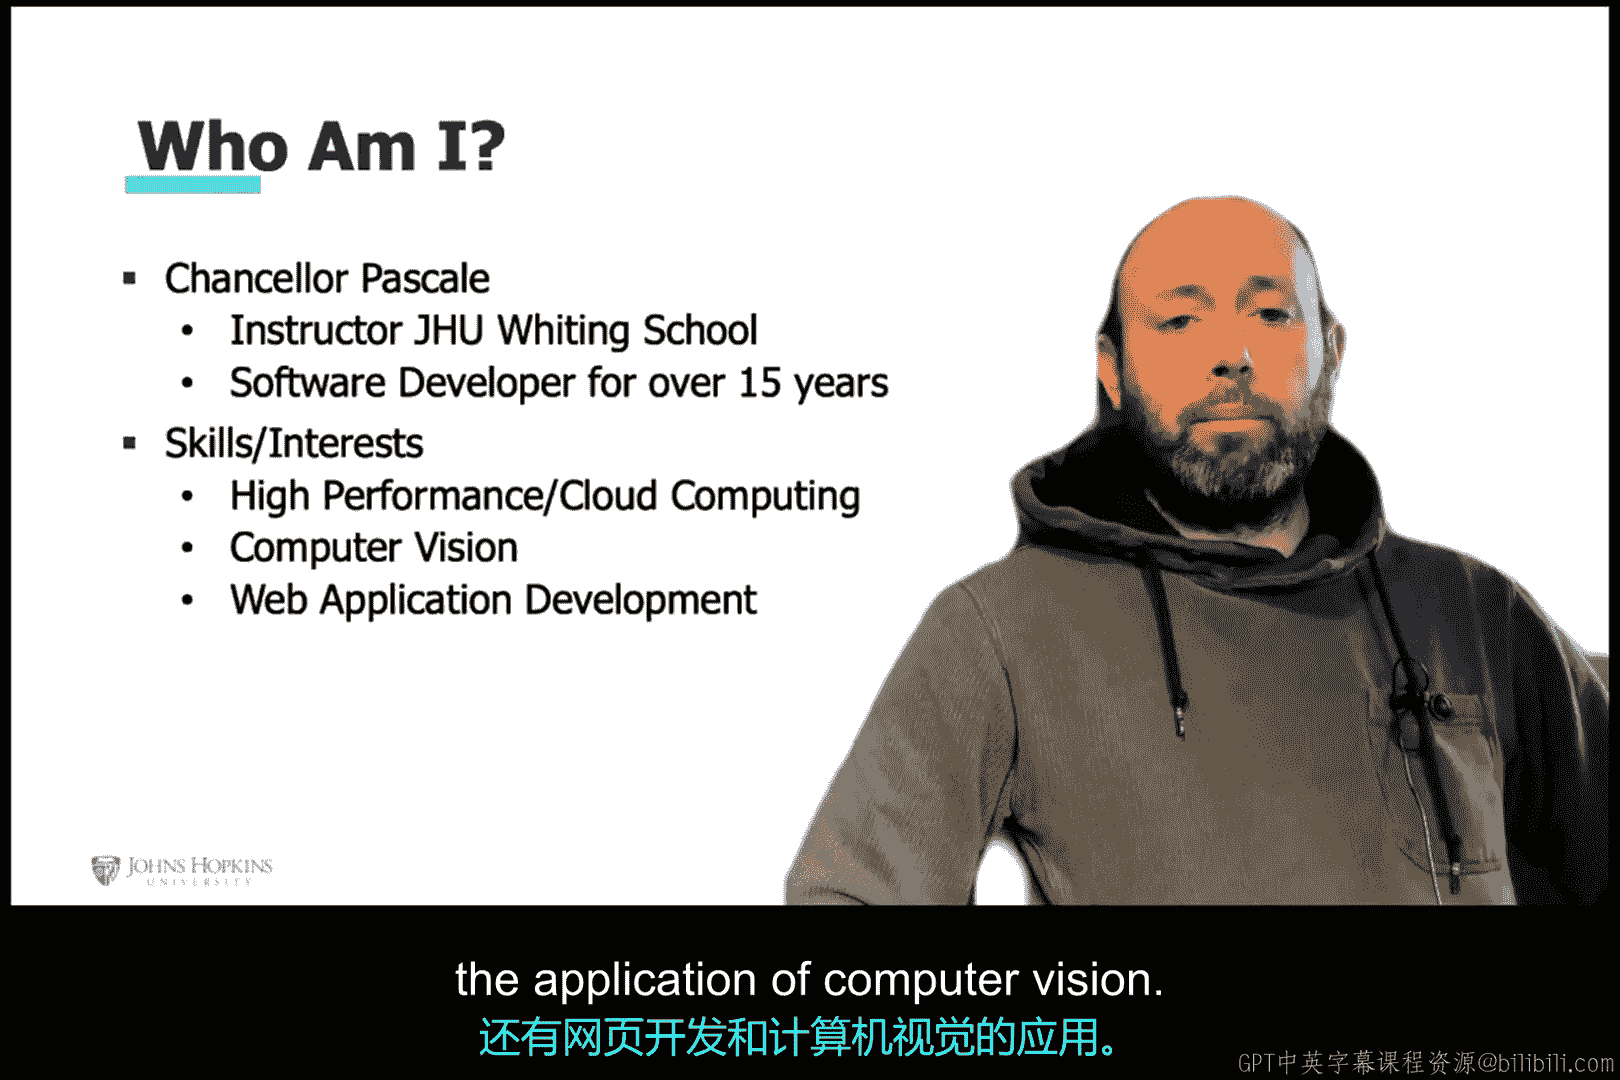 Who Am I?
Chancellor Pascale
Instructor JHU Whiting School
Software Developer for over 15 years
Skills/Interests
High Performance/Cloud Computing
Computer Vision
Web Application Development
JOHNS HOPKINS
UNIVERSITY
the application of computer vision.
还有网页开发和计算机视觉的应用。
GPT中英字幕课程资源@bilibili.com